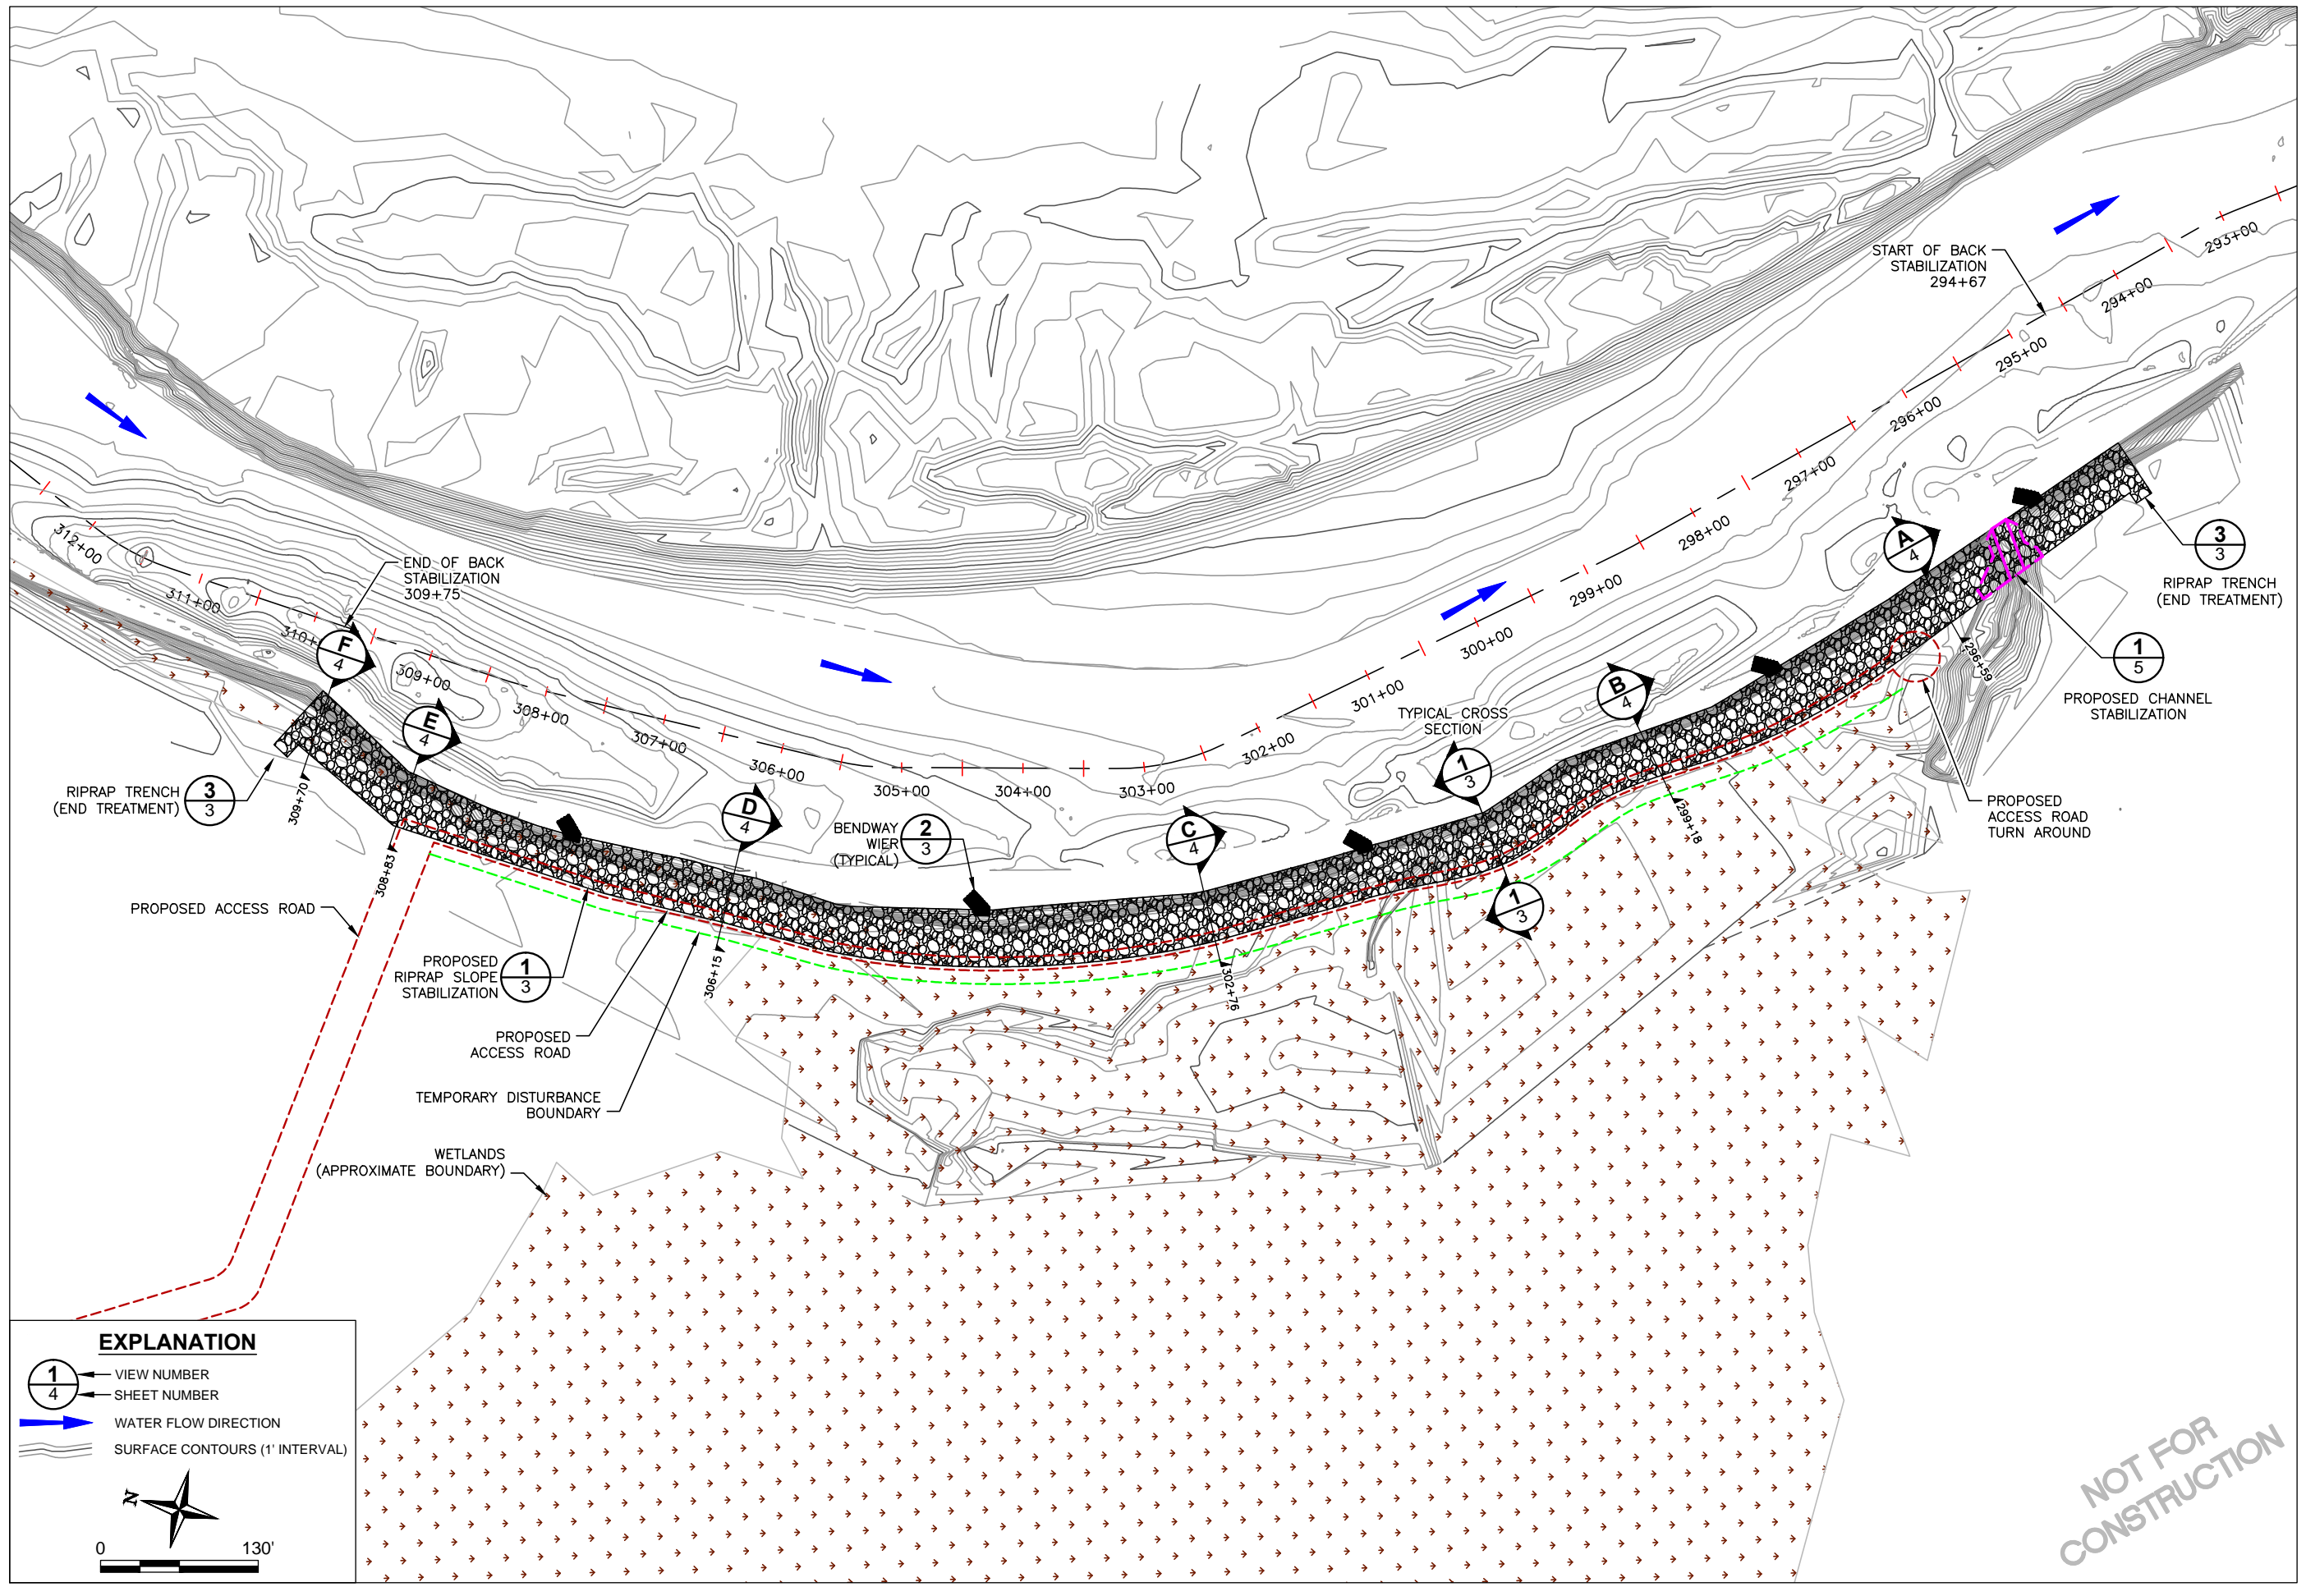 START OF BACK
STABILIZATION
294+67
293+00
294+00
295+00
296+00
297+00
298+00
299+00
300+00
301+00
302+00
303+00
304+00
305+00
306+00
307+00
308+00
309+00
310+
311+00
312+00
END OF BACK
STABILIZATION
309+75
F
4
E
4
D
4
C
4
B
4
A
4
TYPICAL CROSS
SECTION
1
3
1
3
3
3
RIPRAP TRENCH
(END TREATMENT)
1
5
PROPOSED CHANNEL
STABILIZATION
296+59
299+18
302+76
306+15
308+83
309+70
PROPOSED
ACCESS ROAD
TURN AROUND
BENDWAY
WIER
(TYPICAL)
2
3
RIPRAP TRENCH
(END TREATMENT)
3
3
PROPOSED ACCESS ROAD
PROPOSED
RIPRAP SLOPE
STABILIZATION
1
3
PROPOSED
ACCESS ROAD
TEMPORARY DISTURBANCE
BOUNDARY
WETLANDS
(APPROXIMATE BOUNDARY)
EXPLANATION
1
4
VIEW NUMBER
SHEET NUMBER
WATER FLOW DIRECTION
SURFACE CONTOURS (1' INTERVAL)
N
0 130'
NOT FOR
CONSTRUCTION